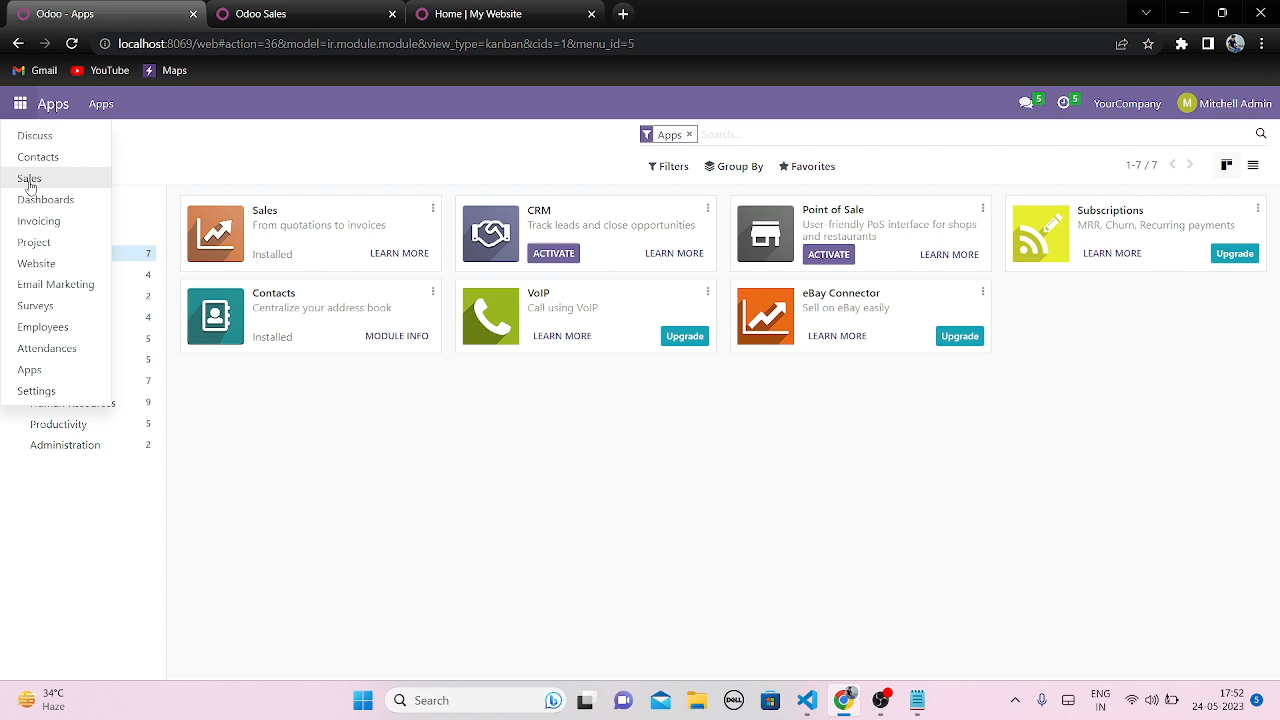 Odoo - Apps
Odoo Sales
Home | My Website
localhost:8069/web#action=36&model=ir.module.module&view_type=kanban&cids=1&menu_id=5
Gmail YouTube Maps
Apps Apps 5 5 YourCompany M Mitchell Admin
Discuss
Contacts
Sales
Dashboards
Invoicing
Project
Website
Email Marketing
Surveys
Employees
Attendances
Apps
Settings
Apps × Search...
Filters Group By Favorites 1-7 / 7
7
4
2
4
5
5
7
9
Productivity 5
Administration 2
Sales
From quotations to invoices
Installed LEARN MORE
CRM
Track leads and close opportunities
ACTIVATE LEARN MORE
Point of Sale
User-friendly PoS interface for shops
and restaurants
ACTIVATE LEARN MORE
Subscriptions
MRR, Churn, Recurring payments
LEARN MORE Upgrade
Contacts
Centralize your address book
Installed MODULE INFO
VoIP
Call using VoIP
LEARN MORE Upgrade
eBay Connector
Sell on eBay easily
LEARN MORE Upgrade
34°C
Haze
Search
DELL
ENG
IN
17:52
24-05-2023
5